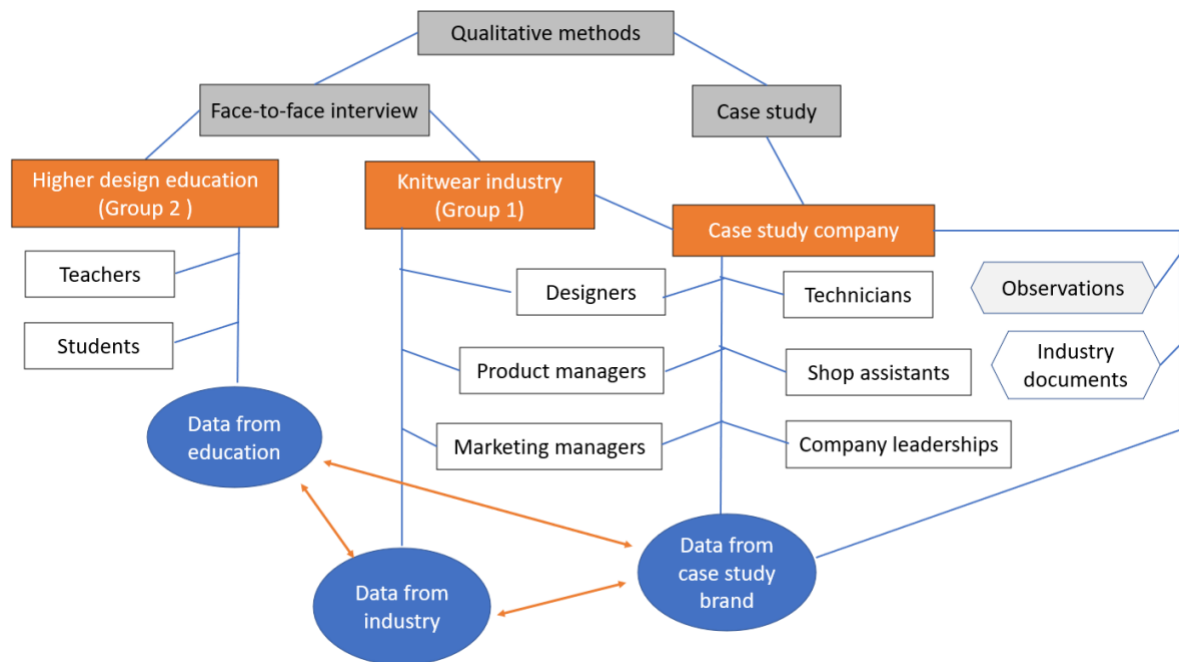 Qualitative methods
Face-to-face interview
Case study
Higher design education
(Group 2 )
Knitwear industry
(Group 1)
Case study company
Teachers
Designers
Technicians
Observations
Students
Product managers
Shop assistants
Industry
documents
Data from
education
Marketing managers
Company leaderships
Data from
case study
brand
Data from
industry